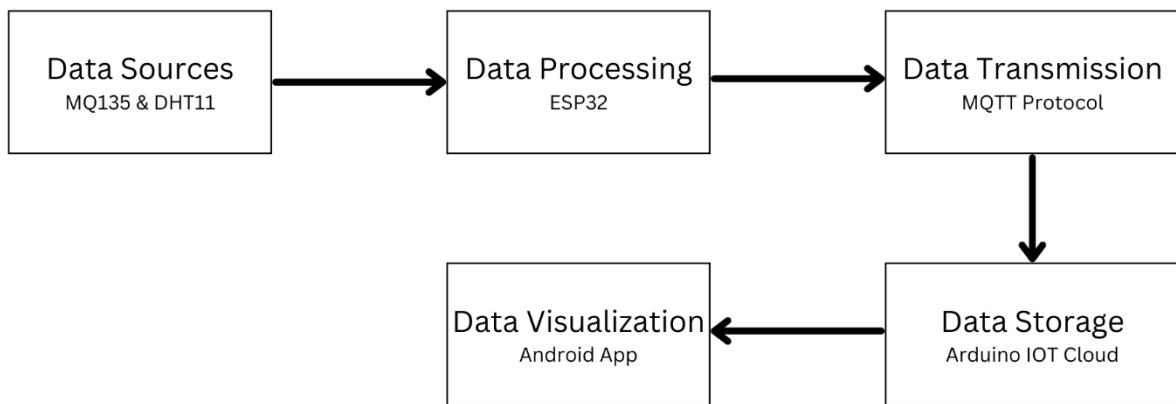 Data Sources
MQ135 & DHT11
Data Processing
ESP32
Data Transmission
MQTT Protocol
Data Storage
Arduino IOT Cloud
Data Visualization
Android App